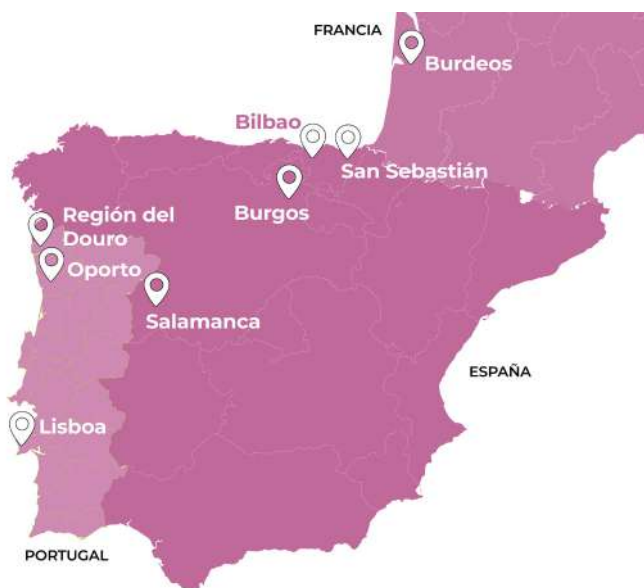 FRANCIA
Burdeos
Bilbao
San Sebastián
Burgos
Región del
Douro
Oporto
Salamanca
ESPAÑA
Lisboa
PORTUGAL